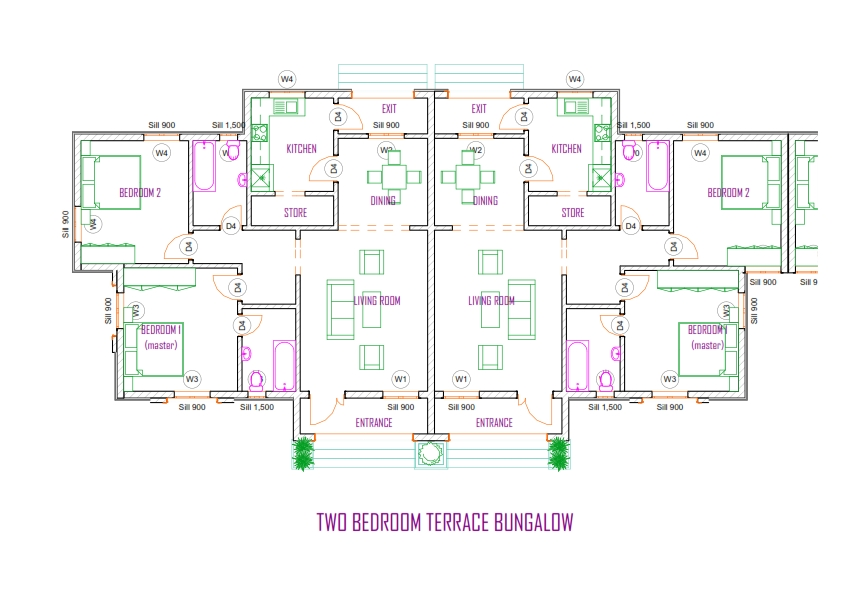 W4 W4
EXIT EXIT
D4 D4
Sill 900 Sill 1,500 Sill 900 Sill 900 Sill 1,500 Sill 900
KITCHEN KITCHEN
W4 W2 W2 W4
D4 D4
BEDROOM 2 BEDROOM 2
DINING DINING
STORE STORE
Sill 900 W4 D4 D4
D4 D4
Sill 900 Sill 9
D4 D4
LIVING ROOM LIVING ROOM
Sill 900 W3 W3 Sill 900
D4 D4
BEDROOM 1 BEDROOM 1
(master) (master)
W3 W1 W1 W3
Sill 900 Sill 1,500 Sill 900 Sill 900 Sill 1,500 Sill 900
ENTRANCE ENTRANCE
TWO BEDROOM TERRACE BUNGALOW